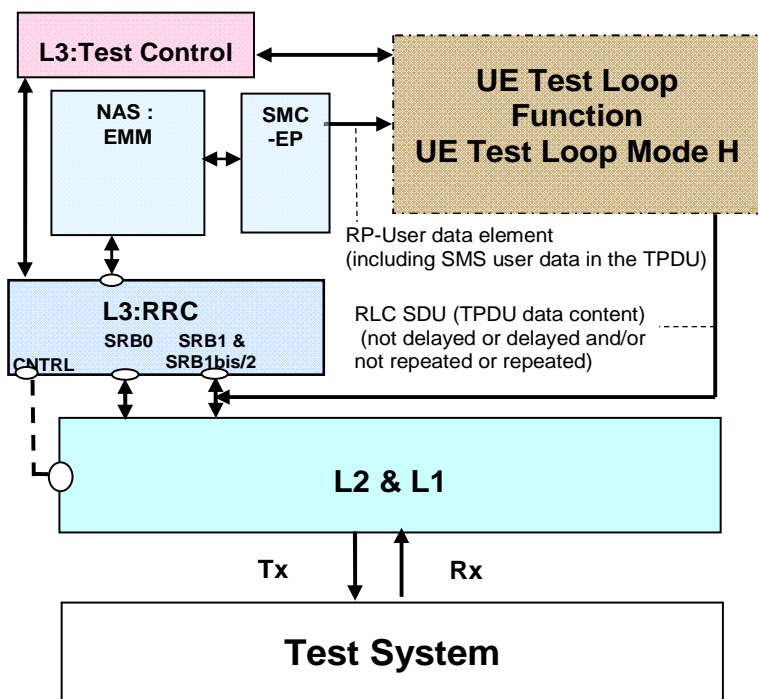 L3:Test Control
UE Test Loop
Function
UE Test Loop Mode H
NAS :
EMM
SMC
-EP
RP-User data element
(including SMS user data in the TPDU)
L3:RRC
SRB0
SRB1 &
SRB1bis/2
CNTRL
RLC SDU (TPDU data content)
(not delayed or delayed and/or
not repeated or repeated)
L2 & L1
Tx
Rx
Test System